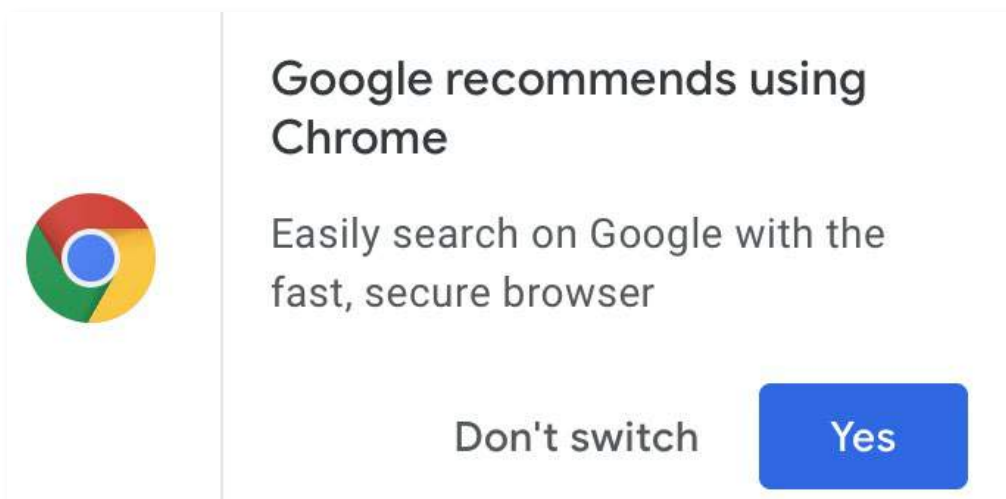 Google recommends using
Chrome
Easily search on Google with the
fast, secure browser
Don't switch
Yes